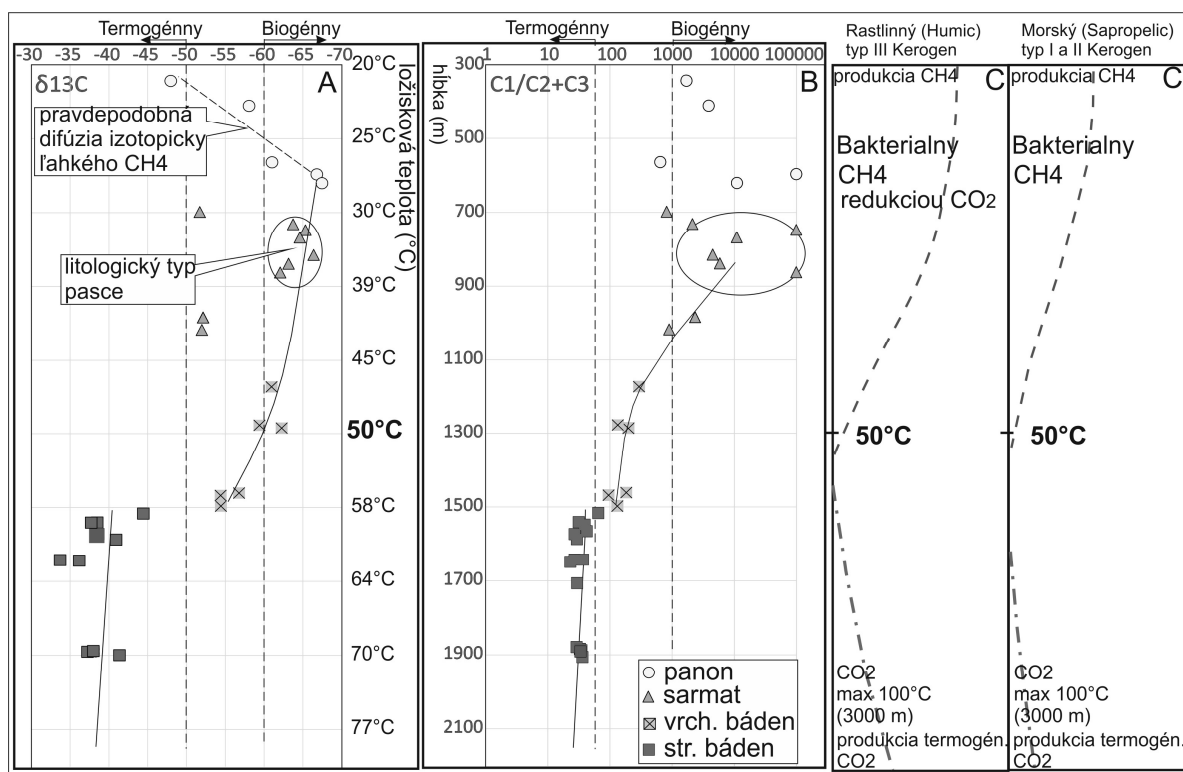 Termogénny
Biogénny
-30 -35 -40 -45 -50 -55 -60 -65 -70
δ13C
A
pravdepodobná
difúzia izotopicky
ľahkého CH4
litologický typ
pasce
ložisková teplota (°C)
20°C
25°C
30°C
39°C
45°C
50°C
58°C
64°C
70°C
77°C
Termogénny
Biogénny
1 10 100 1000 10000 100000
C1/C2+C3
B
hĺbka (m)
300
500
700
900
1100
1300
1500
1700
1900
2100
panon
sarmat
vrch. báden
str. báden
Rastlinný (Humic)
typ III Kerogen
produkcia CH4
C
Bakterialny
CH4
redukciou CO2
50°C
CO2
max 100°C
(3000 m)
produkcia termogén.
CO2
Morský (Sapropelic)
typ I a II Kerogen
produkcia CH4
C
Bakterialny
CH4
50°C
CO2
max 100°C
(3000 m)
produkcia termogén.
CO2